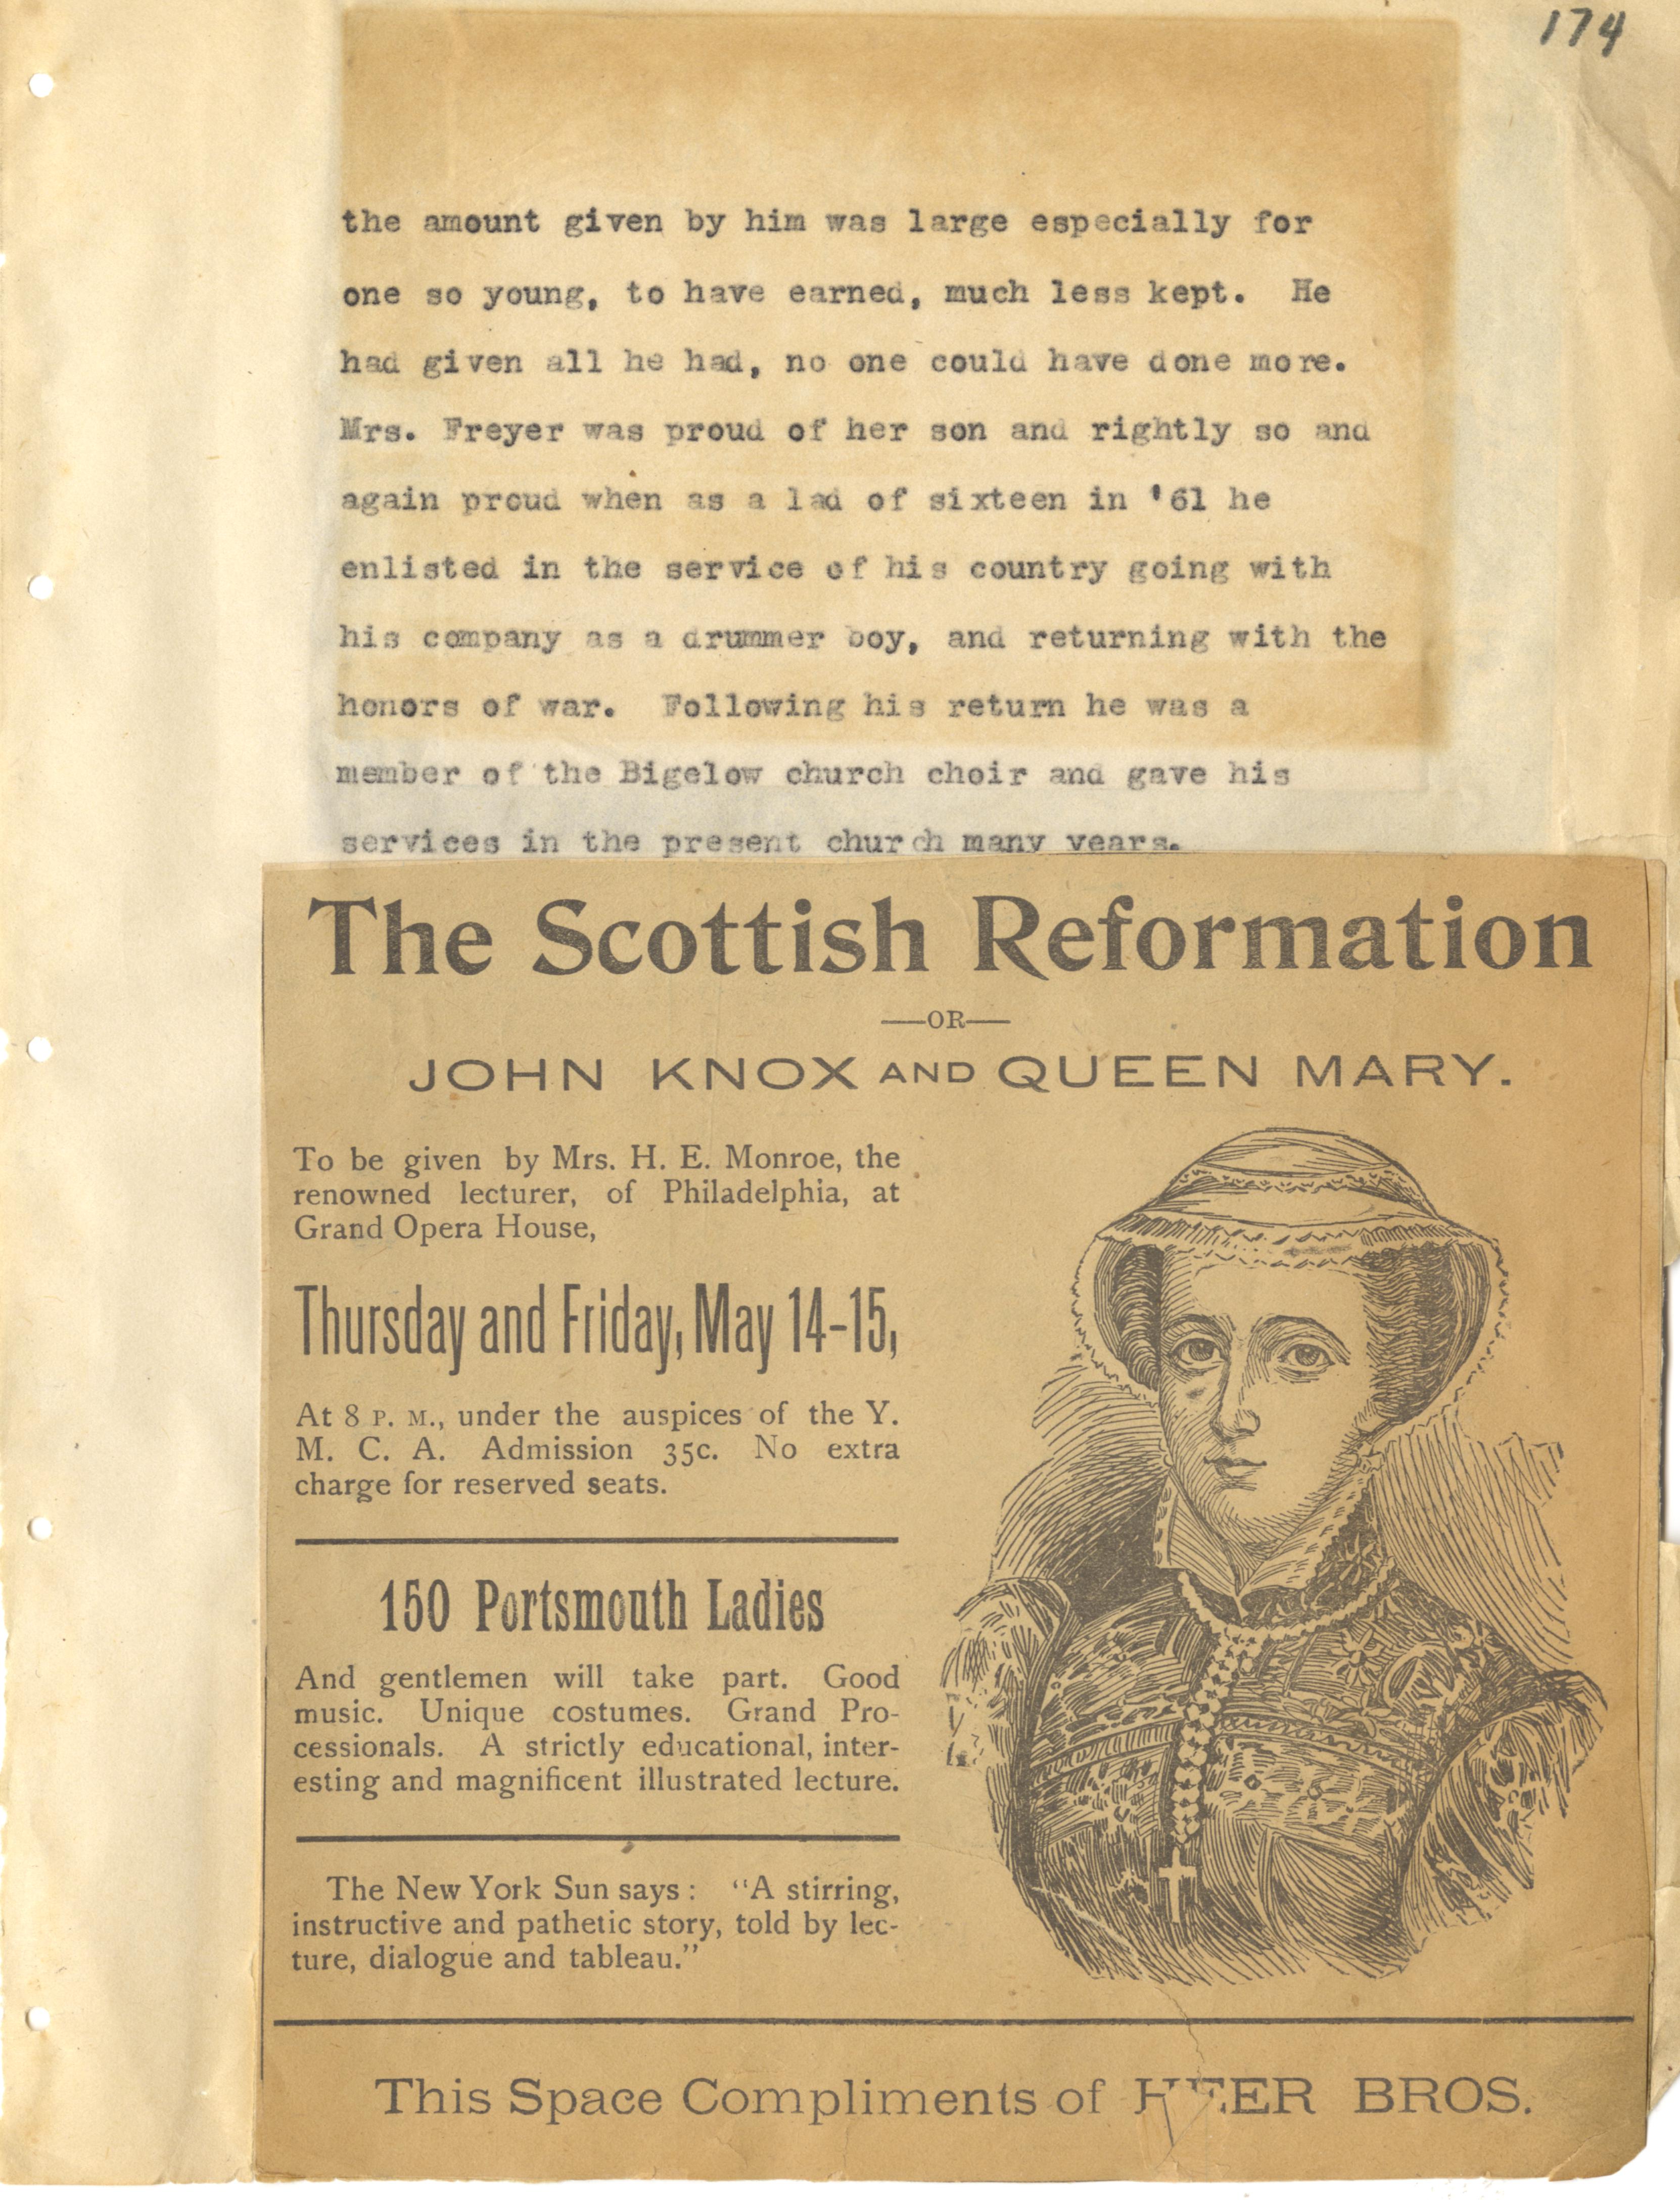 174
the amount given by him was large especially for
one so young, to have earned, much less kept. He
had given all he had, no one could have done more.
Mrs. Freyer was proud of her son and rightly so and
again proud when as a lad of sixteen in '61 he
enlisted in the service of his country going with
his company as a drummer boy, and returning with the
honors of war. Following his return he was a
member of the Bigelow church choir and gave his
services in the present church many years.
The Scottish Reformation
—OR—
JOHN KNOX AND QUEEN MARY.
To be given by Mrs. H. E. Monroe, the
renowned lecturer, of Philadelphia, at
Grand Opera House,
Thursday and Friday, May 14-15,
At 8 P. M., under the auspices of the Y.
M. C. A. Admission 35c. No extra
charge for reserved seats.
150 Portsmouth Ladies
And gentlemen will take part. Good
music. Unique costumes. Grand Pro-
cessionals. A strictly educational, inter-
esting and magnificent illustrated lecture.
The New York Sun says: "A stirring,
instructive and pathetic story, told by lec-
ture, dialogue and tableau."
This Space Compliments of HEER BROS.